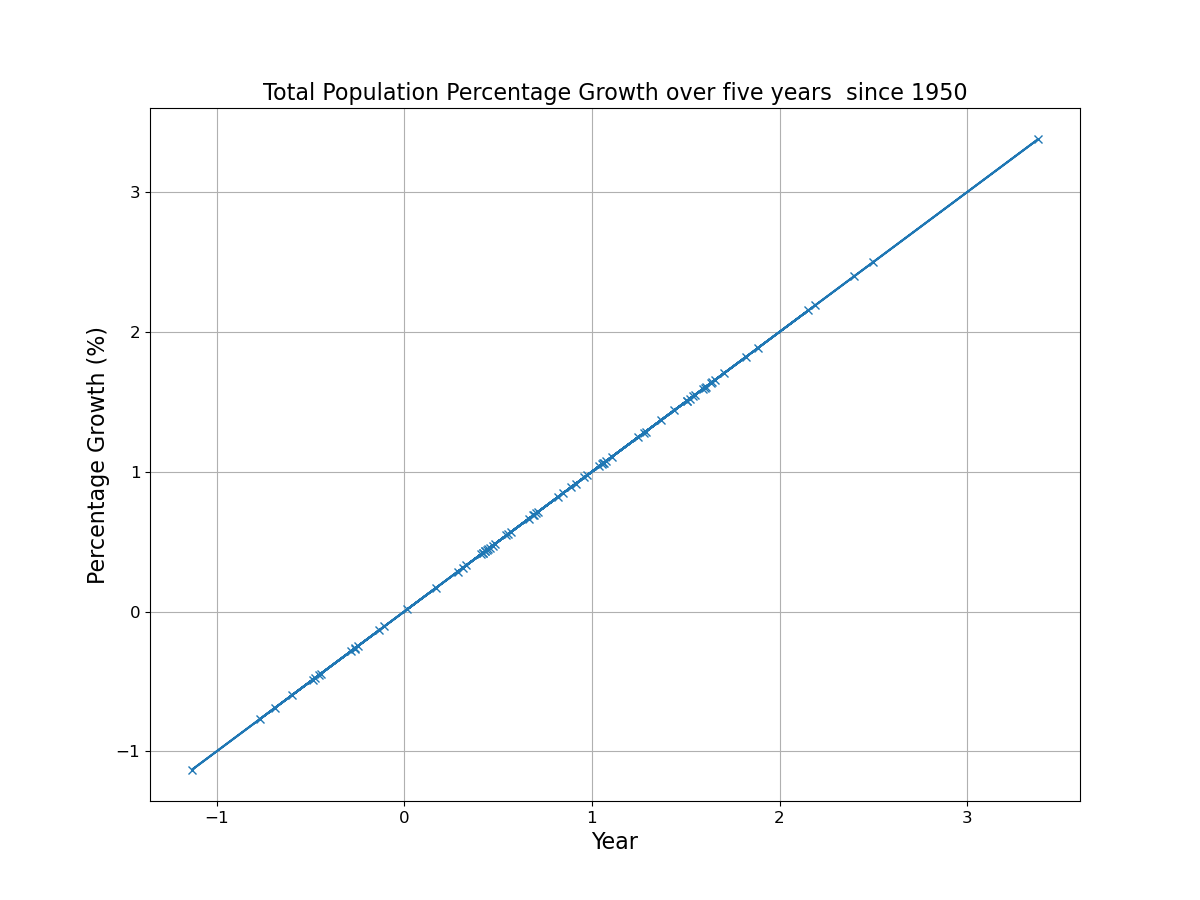 Total Population Percentage Growth over five years  since 1950
Percentage Growth (%)
3
2
1
0
−1
−1 0 1 2 3
Year